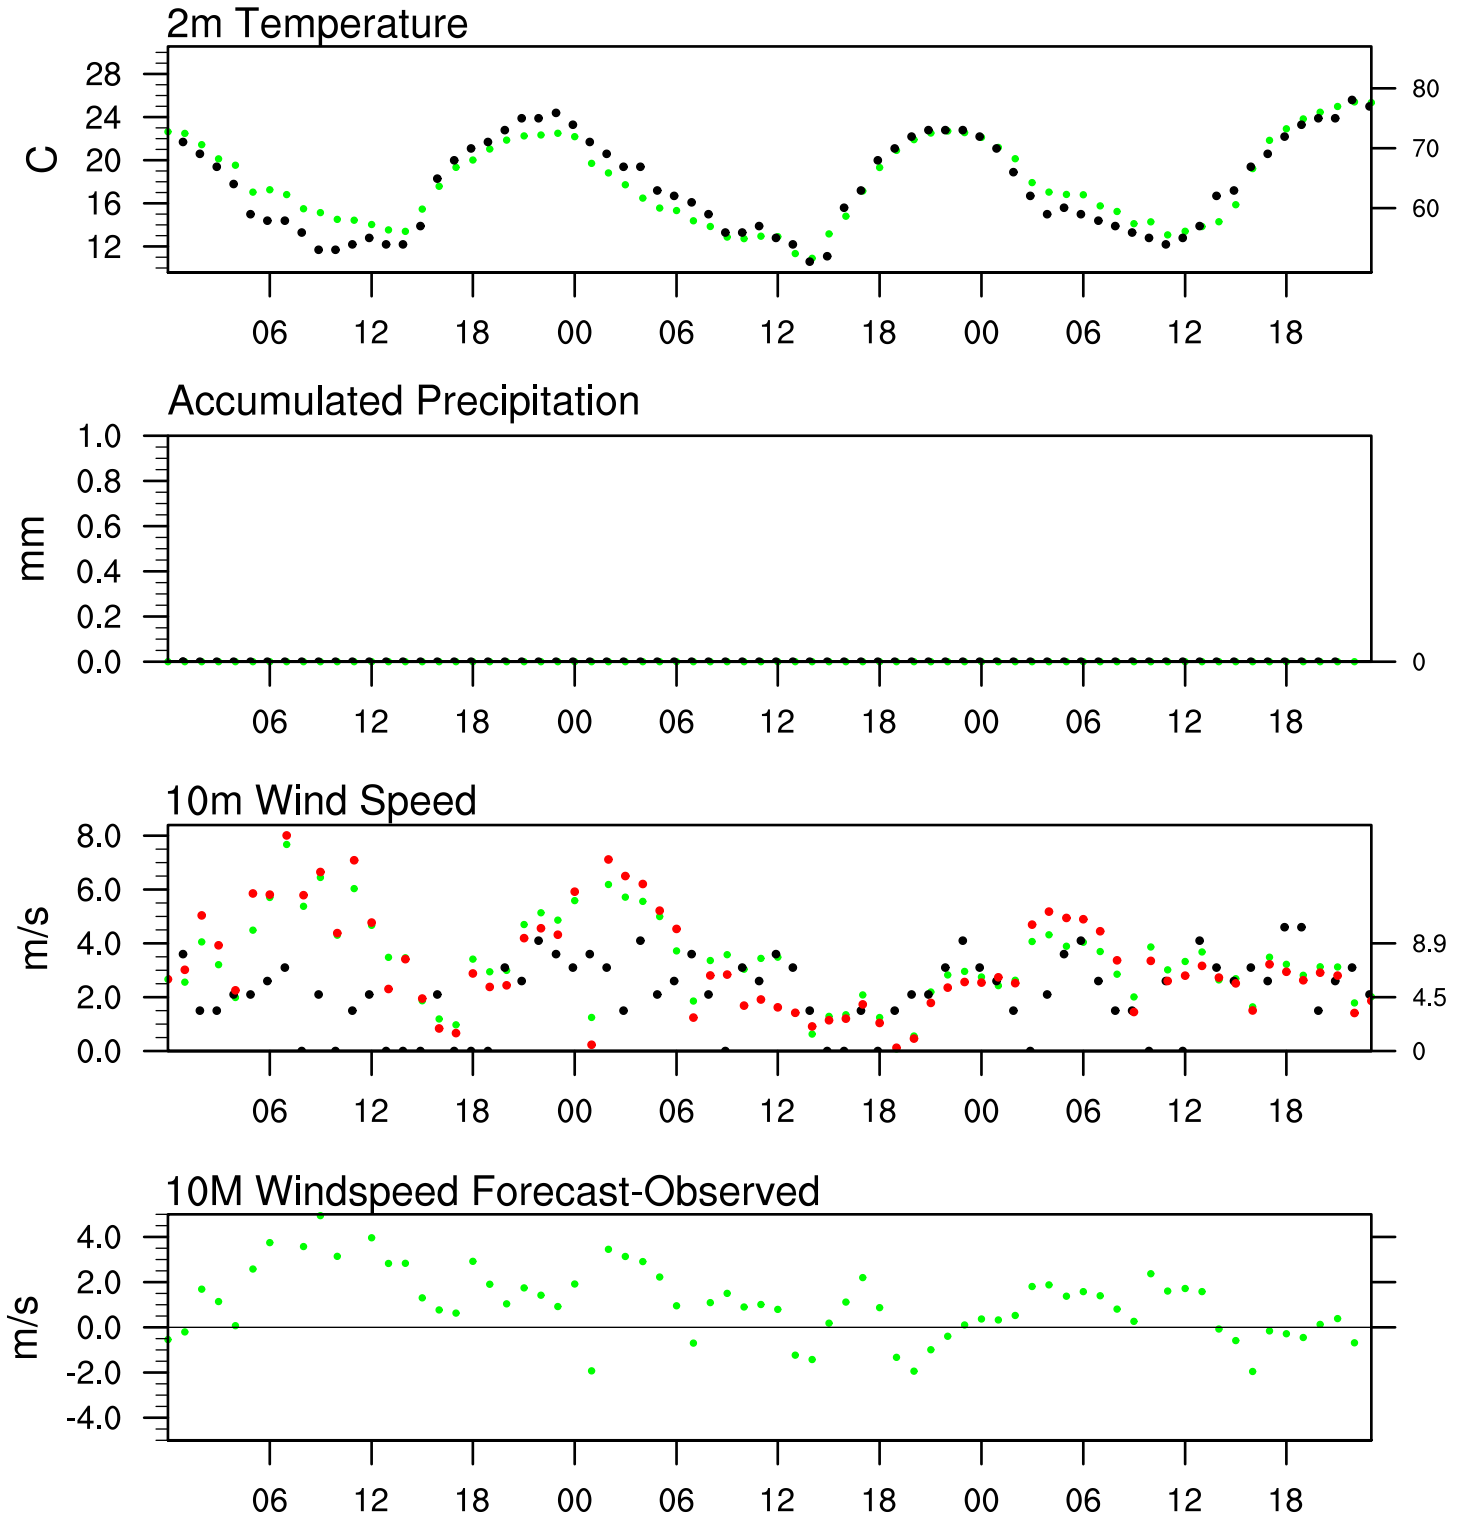 2m Temperature
28
24
20
16
12
C
80
70
60
06 12 18 00 06 12 18 00 06 12 18
Accumulated Precipitation
1.0
0.8
0.6
0.4
0.2
0.0
mm
0
06 12 18 00 06 12 18 00 06 12 18
10m Wind Speed
8.0
6.0
4.0
2.0
0.0
m/s
8.9
4.5
0
06 12 18 00 06 12 18 00 06 12 18
10M Windspeed Forecast-Observed
4.0
2.0
0.0
-2.0
-4.0
m/s
06 12 18 00 06 12 18 00 06 12 18